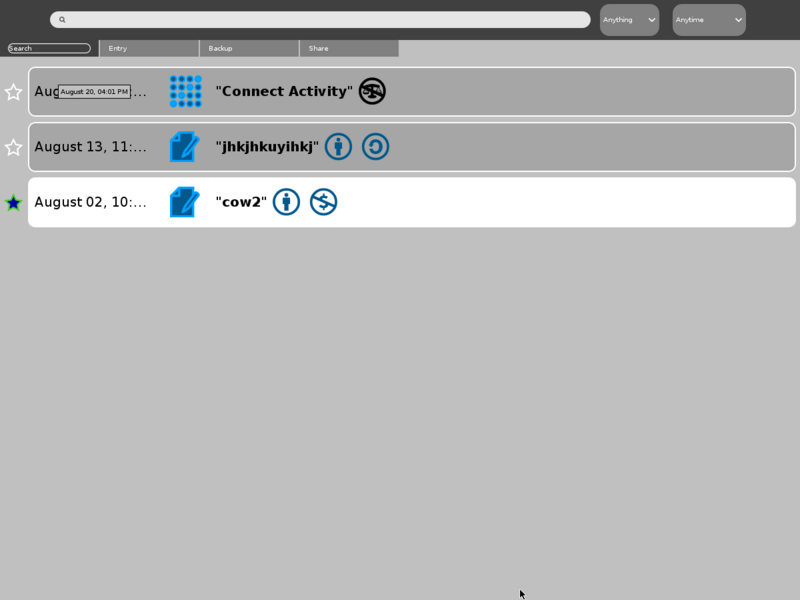 Anything
Anytime
Search
Entry
Backup
Share
Aug
August 20, 04:01 PM
...
"Connect Activity"
August 13, 11:...
"jhkjhkuyihkj"
August 02, 10:...
"cow2"
$